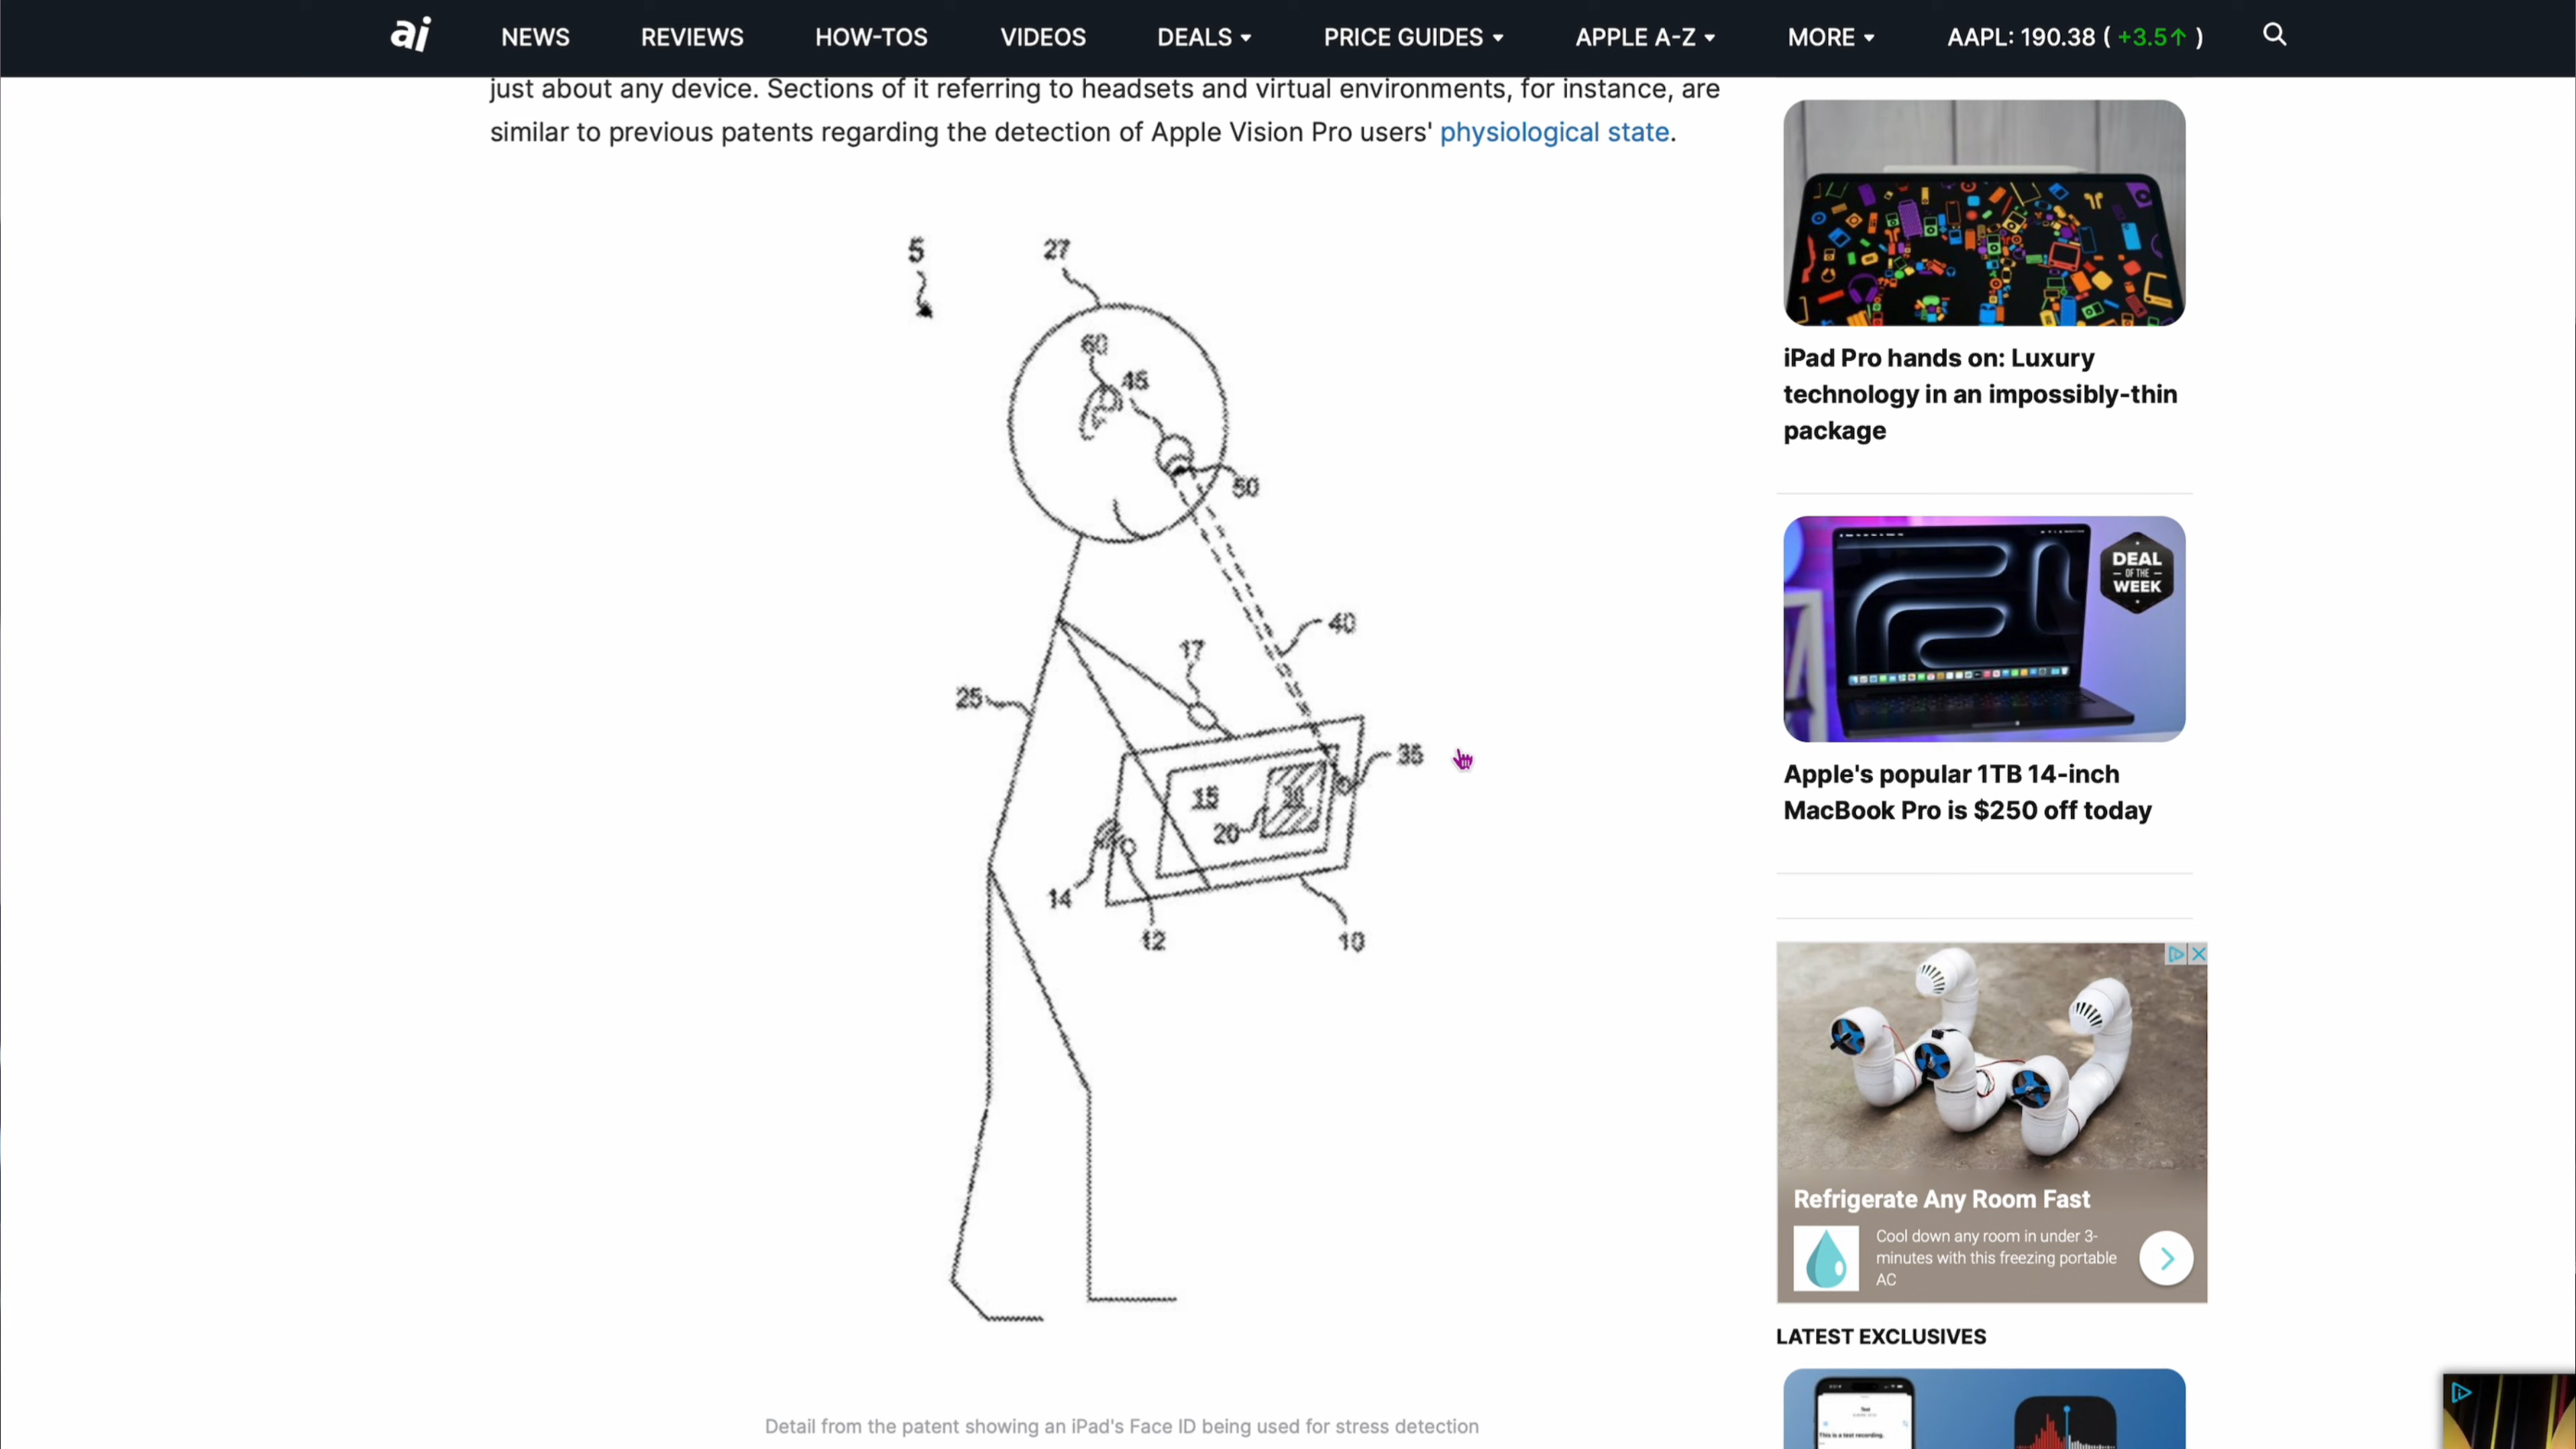 ai NEWS REVIEWS HOW-TOS VIDEOS DEALS PRICE GUIDES APPLE A-Z MORE AAPL: 190.38 ( +3.5↑ )
just about any device. Sections of it referring to headsets and virtual environments, for instance, are
similar to previous patents regarding the detection of Apple Vision Pro users' physiological state.
5
27
60
45
50
40
17
25
35
15
20
14
12
10
Detail from the patent showing an iPad's Face ID being used for stress detection
iPad Pro hands on: Luxury
technology in an impossibly-thin
package
DEAL
— OF THE —
WEEK
Apple's popular 1TB 14-inch
MacBook Pro is $250 off today
Refrigerate Any Room Fast
Cool down any room in under 3-
minutes with this freezing portable
AC
LATEST EXCLUSIVES
This is a test recording.